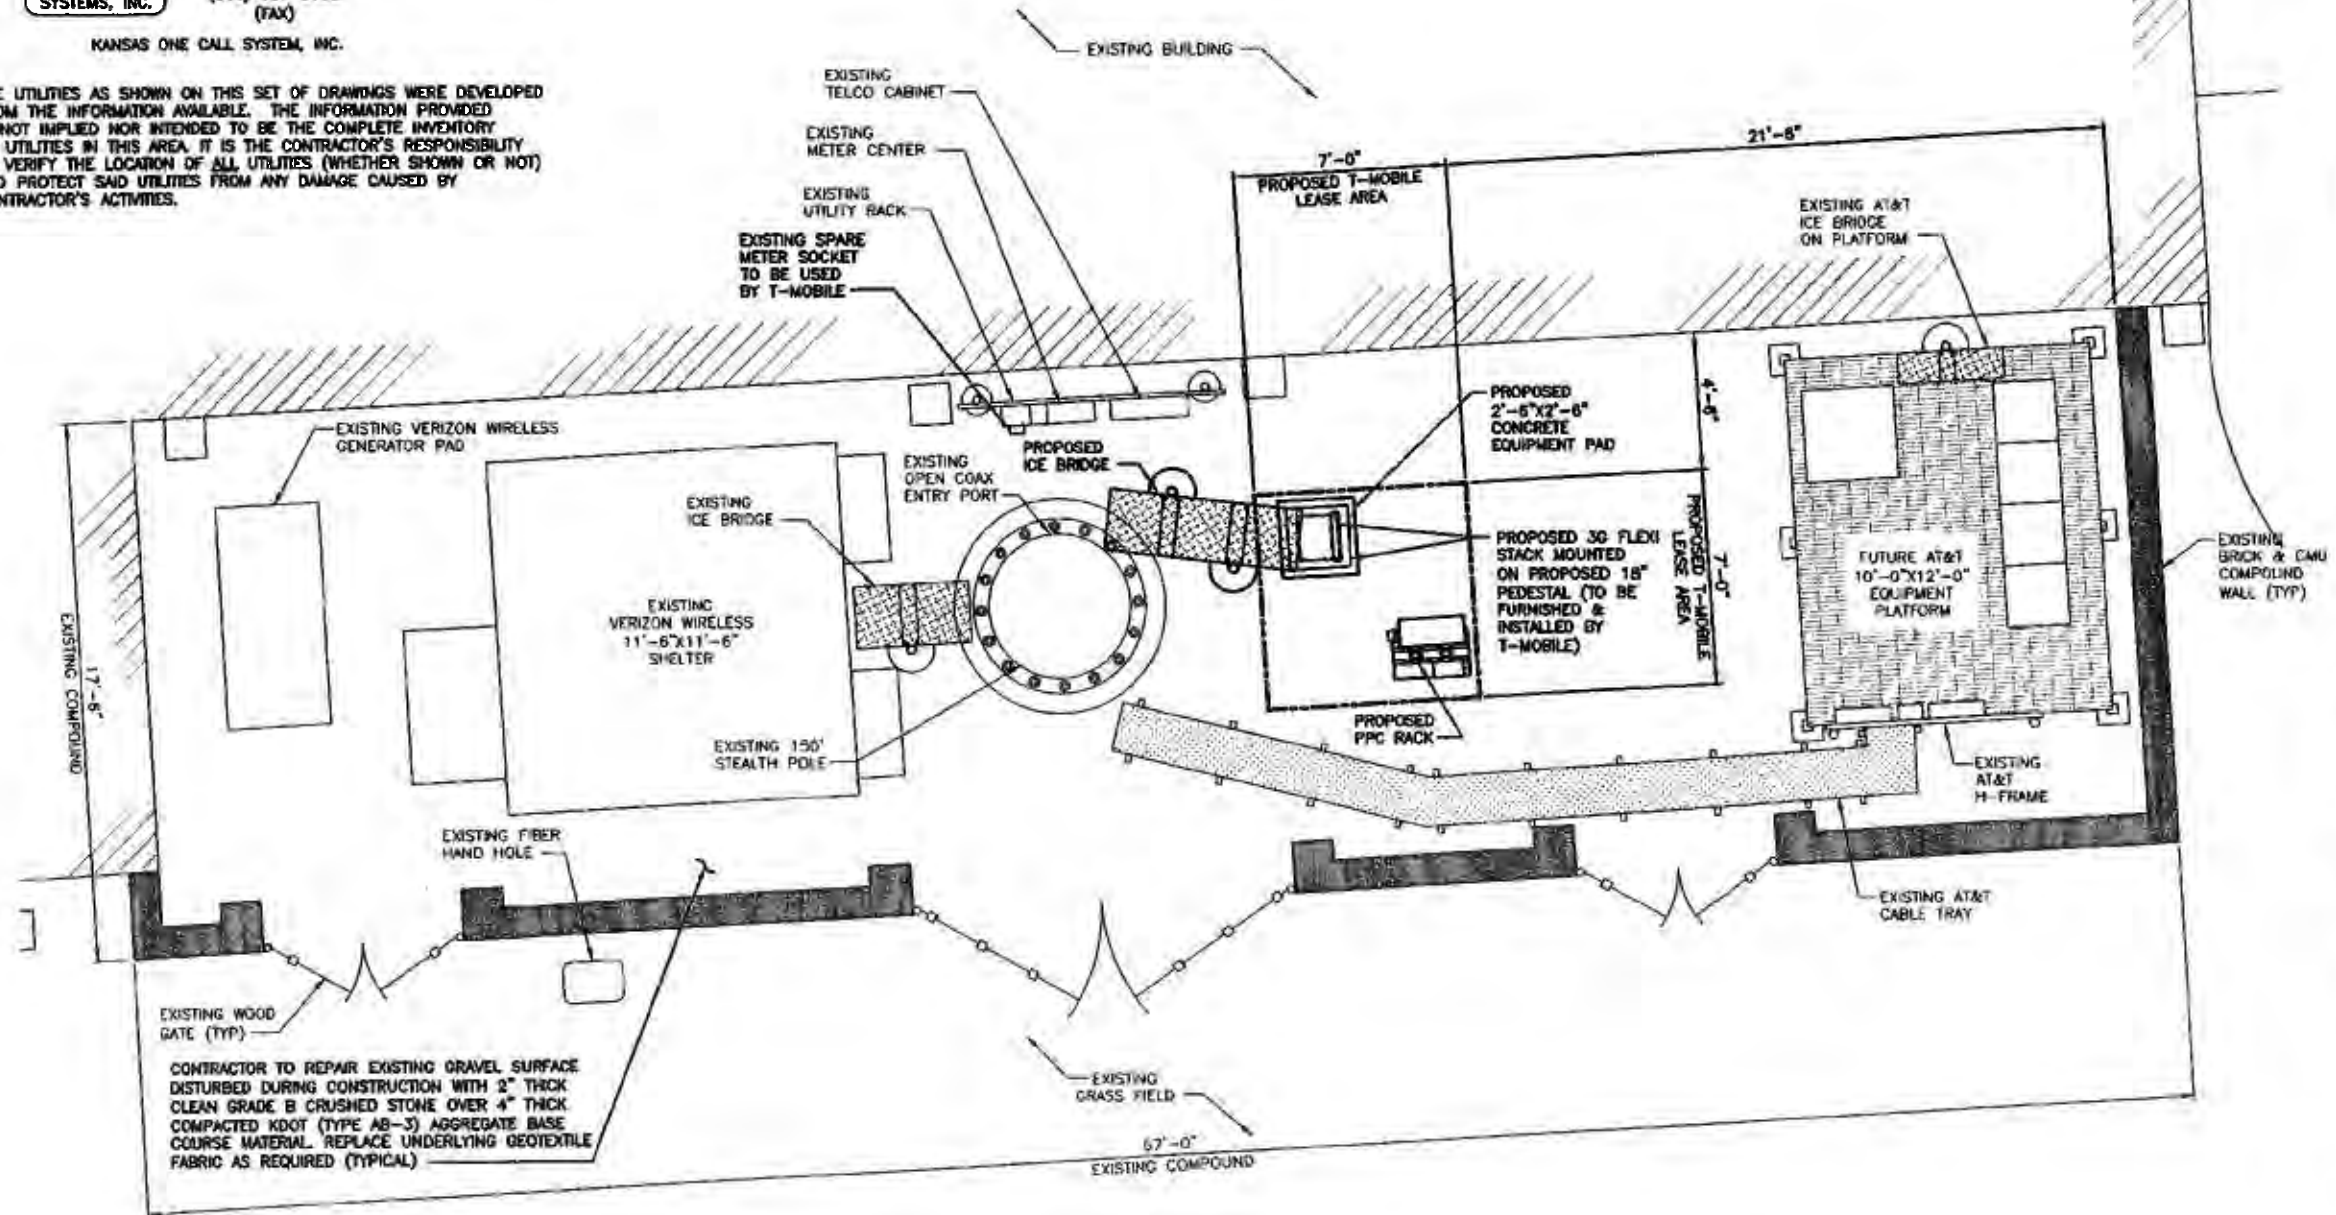 SYSTEMS, INC.
(FAX)
KANSAS ONE CALL SYSTEM, INC.
UTILITIES AS SHOWN ON THIS SET OF DRAWINGS WERE DEVELOPED
THE INFORMATION AVAILABLE. THE INFORMATION PROVIDED
NOT IMPLIED NOR INTENDED TO BE THE COMPLETE INVENTORY
UTILITIES IN THIS AREA. IT IS THE CONTRACTOR'S RESPONSIBILITY
VERIFY THE LOCATION OF ALL UTILITIES (WHETHER SHOWN OR NOT)
PROTECT SAID UTILITIES FROM ANY DAMAGE CAUSED BY
NTRACTOR'S ACTIVITIES.
EXISTING BUILDING
EXISTING
TELCO CABINET
EXISTING
METER CENTER
EXISTING
UTILITY RACK
EXISTING SPARE
METER SOCKET
TO BE USED
BY T-MOBILE
7'-0"
PROPOSED T-MOBILE
LEASE AREA
21'-6"
EXISTING AT&T
ICE BRIDGE
ON PLATFORM
EXISTING VERIZON WIRELESS
GENERATOR PAD
EXISTING
ICE BRIDGE
EXISTING
OPEN COAX
ENTRY PORT
PROPOSED
ICE BRIDGE
PROPOSED
2'-6"X2'-6"
CONCRETE
EQUIPMENT PAD
4'-6"
PROPOSED 3G FLEXI
STACK MOUNTED
ON PROPOSED 18"
PEDESTAL (TO BE
FURNISHED &
INSTALLED BY
T-MOBILE)
7'-0"
PROPOSED T-MOBILE
LEASE AREA
FUTURE AT&T
10'-0"X12'-0"
EQUIPMENT
PLATFORM
EXISTING
BRICK & CMU
COMPOUND
WALL (TYP)
EXISTING
VERIZON WIRELESS
11'-6"X11'-6"
SHELTER
17'-6"
EXISTING COMPOUND
EXISTING 150'
STEALTH POLE
PROPOSED
PPC RACK
EXISTING
AT&T
H-FRAME
EXISTING FIBER
HAND HOLE
EXISTING AT&T
CABLE TRAY
EXISTING WOOD
GATE (TYP)
CONTRACTOR TO REPAIR EXISTING GRAVEL SURFACE
DISTURBED DURING CONSTRUCTION WITH 2" THICK
CLEAN GRADE B CRUSHED STONE OVER 4" THICK
COMPACTED KDOT (TYPE AB-3) AGGREGATE BASE
COURSE MATERIAL. REPLACE UNDERLYING GEOTEXTILE
FABRIC AS REQUIRED (TYPICAL)
EXISTING
GRASS FIELD
67'-0"
EXISTING COMPOUND